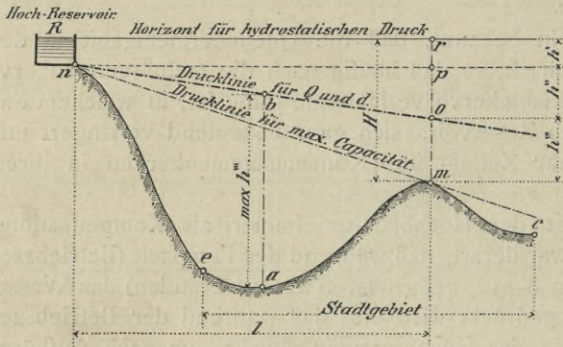 Hoch-Reservoir.
R
Horizont für hydrostatischen Druck
r
h'
n
p
Drucklinie für Q und d.
h"
b
o
Drucklinie für max. Capacität
H
h'''
max h'''
m
c
e
a
Stadtgebiet
l